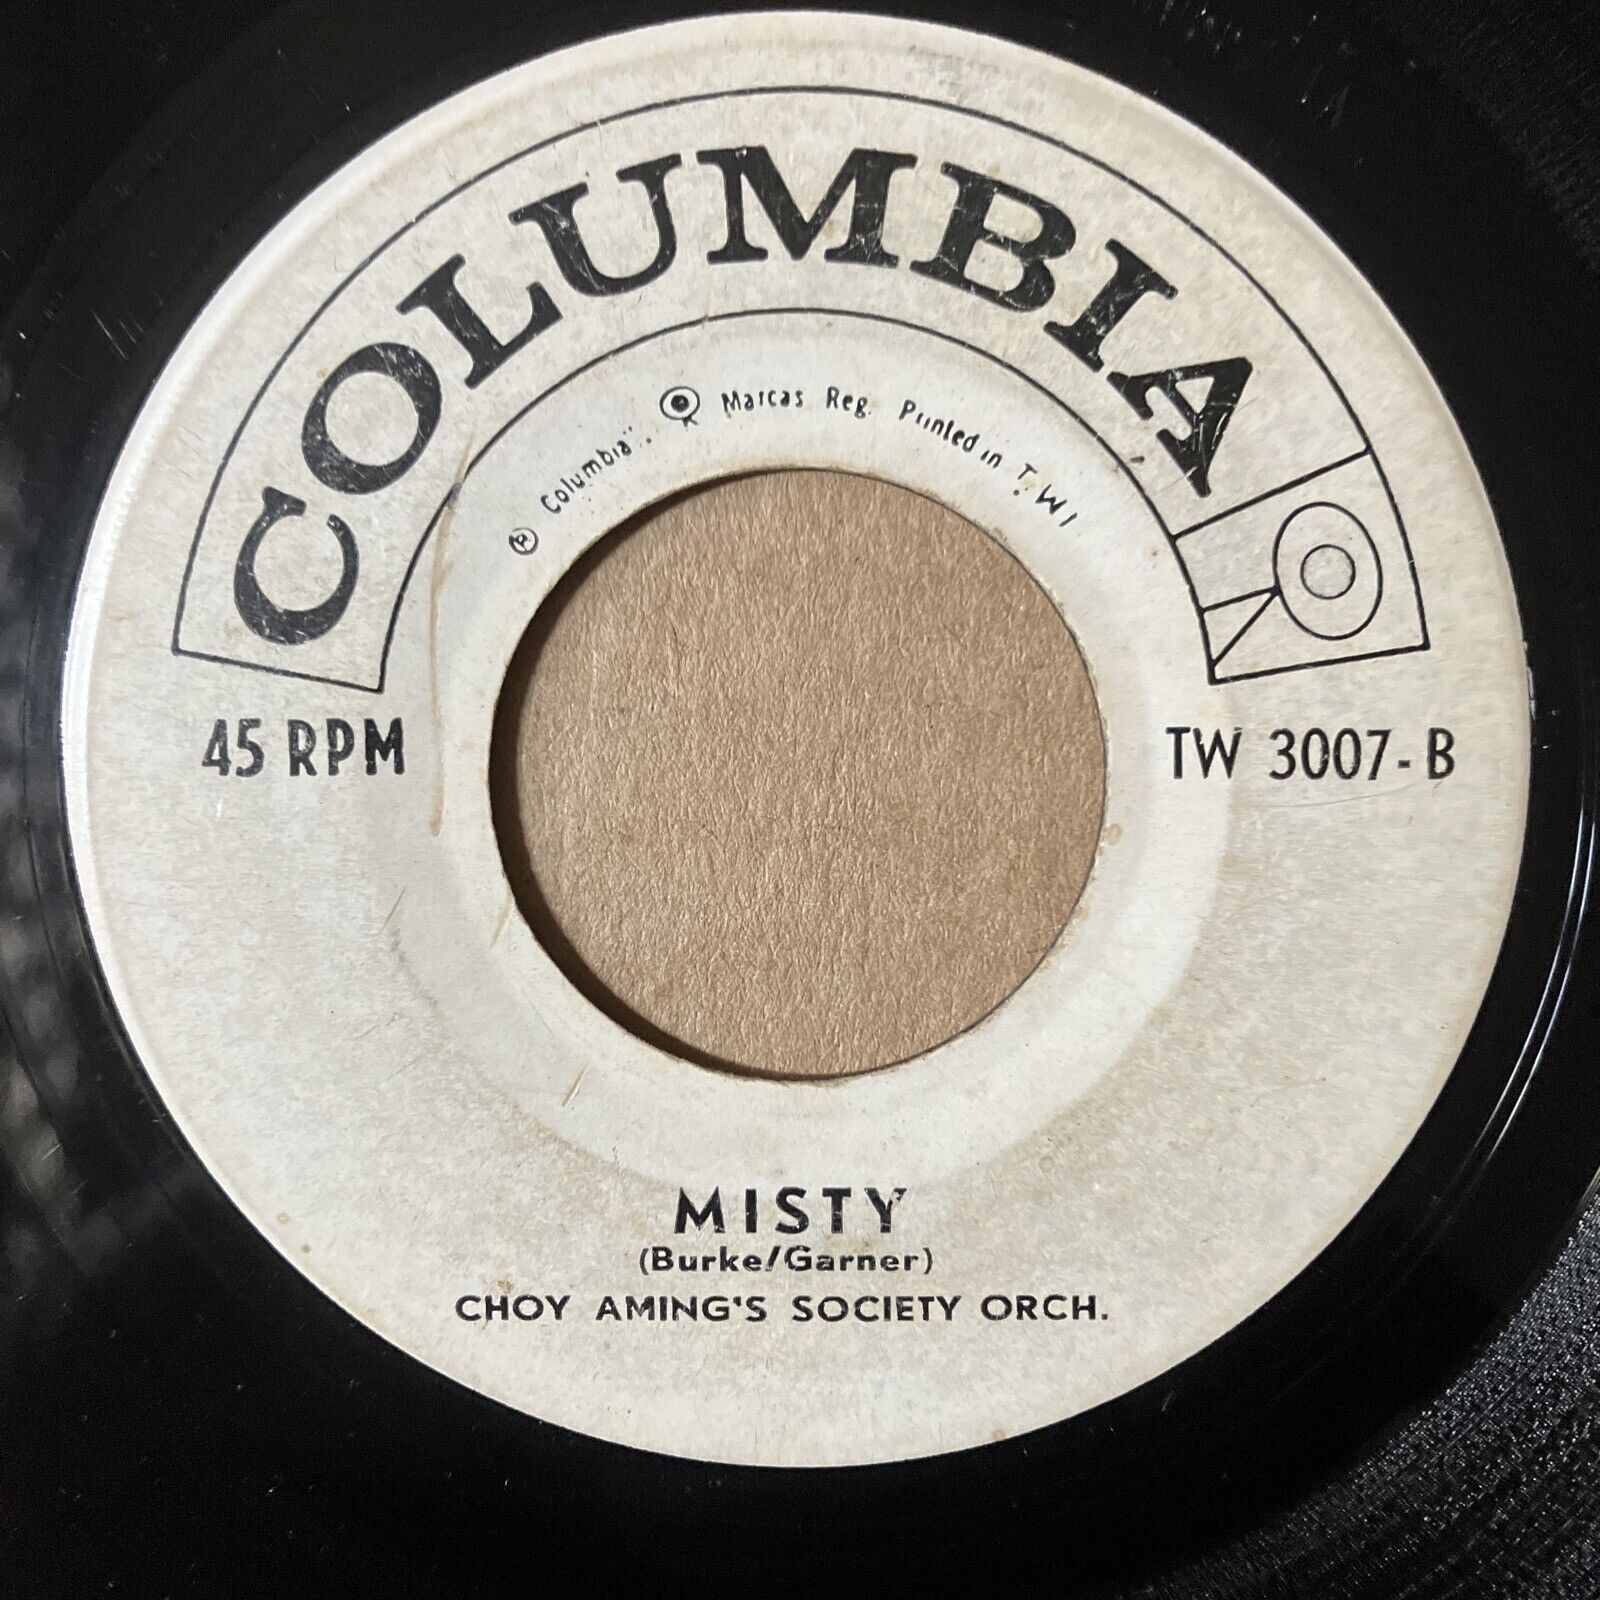 COLUMBIA
Ⓟ Columbia". Marcas Reg. Printed in T.W.I
45 RPM
TW 3007-B
MISTY
(Burke/Garner)
CHOY AMING'S SOCIETY ORCH.